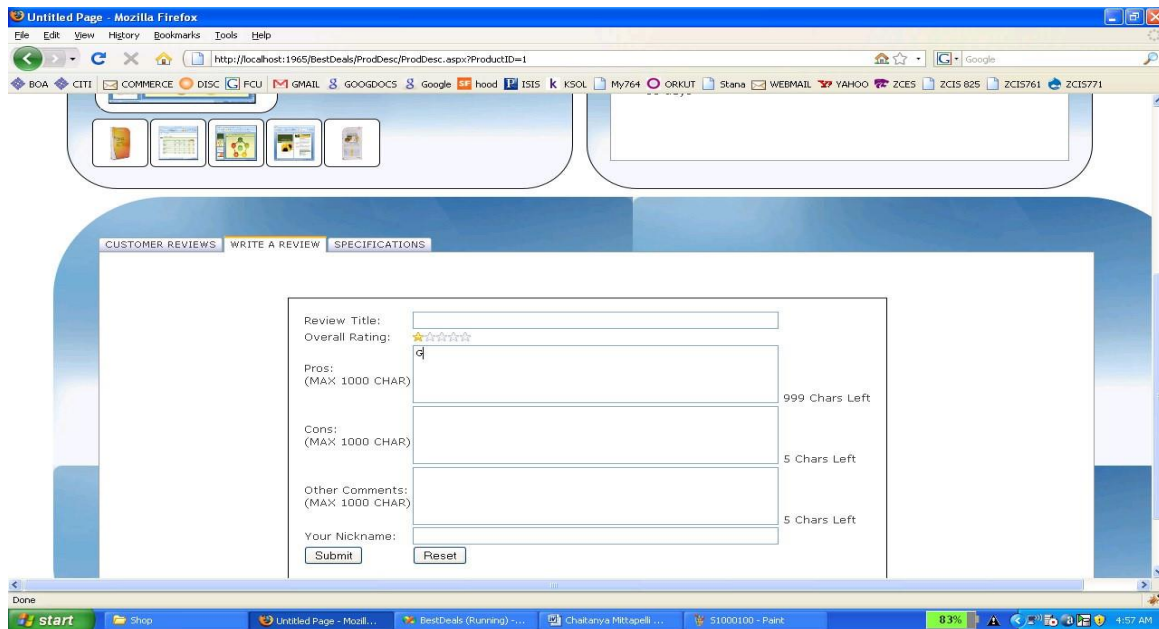 Untitled Page - Mozilla Firefox
File Edit View History Bookmarks Tools Help
http://localhost:1965/BestDeals/ProdDesc/ProdDesc.aspx?ProductID=1
G Google
BOA CITI COMMERCE DISC FCU GMAIL GOOGDOCS Google hood ISIS KSOL My764 ORKUT Stana WEBMAIL YAHOO ZCES ZCIS 825 ZCIS761 ZCIS771
CUSTOMER REVIEWS WRITE A REVIEW SPECIFICATIONS
Review Title:
Overall Rating:
G
Pros:
(MAX 1000 CHAR)
999 Chars Left
Cons:
(MAX 1000 CHAR)
5 Chars Left
Other Comments:
(MAX 1000 CHAR)
5 Chars Left
Your Nickname:
Submit Reset
Done
start Shop Untitled Page - Mozill... BestDeals (Running) -... Chaitanya Mittapelli ... S1000100 - Paint 83% 4:57 AM